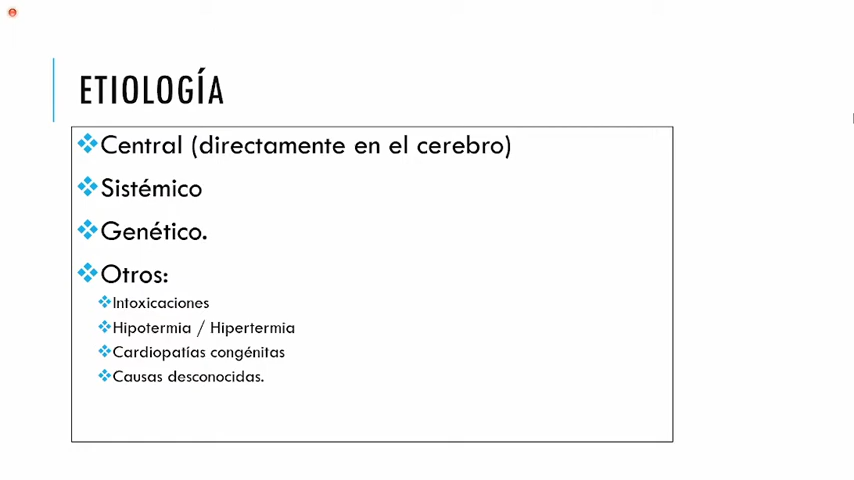 ETIOLOGÍA
Central (directamente en el cerebro)
Sistémico
Genético.
Otros:
Intoxicaciones
Hipotermia / Hipertermia
Cardiopatías congénitas
Causas desconocidas.